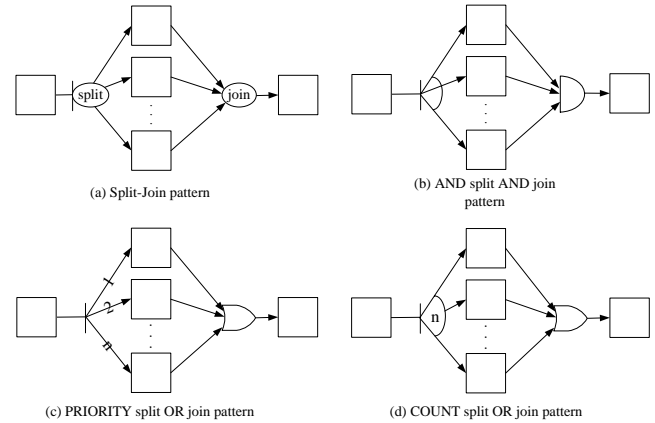 split
join
(a) Split-Join pattern
(b) AND split AND join
pattern
1
2
n
(c) PRIORITY split OR join pattern
n
(d) COUNT split OR join pattern